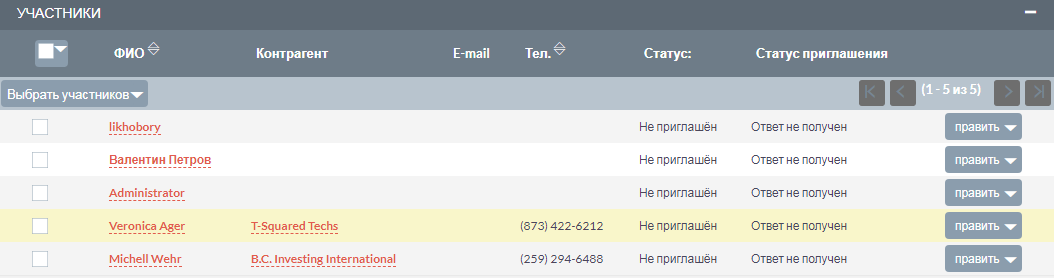 УЧАСТНИКИ
ФИО Контрагент E-mail Тел. Статус: Статус приглашения
Выбрать участников (1 - 5 из 5)
likhobory Не приглашён Ответ не получен править
Валентин Петров Не приглашён Ответ не получен править
Administrator Не приглашён Ответ не получен править
Veronica Ager T-Squared Techs (873) 422-6212 Не приглашён Ответ не получен править
Michell Wehr B.C. Investing International (259) 294-6488 Не приглашён Ответ не получен править